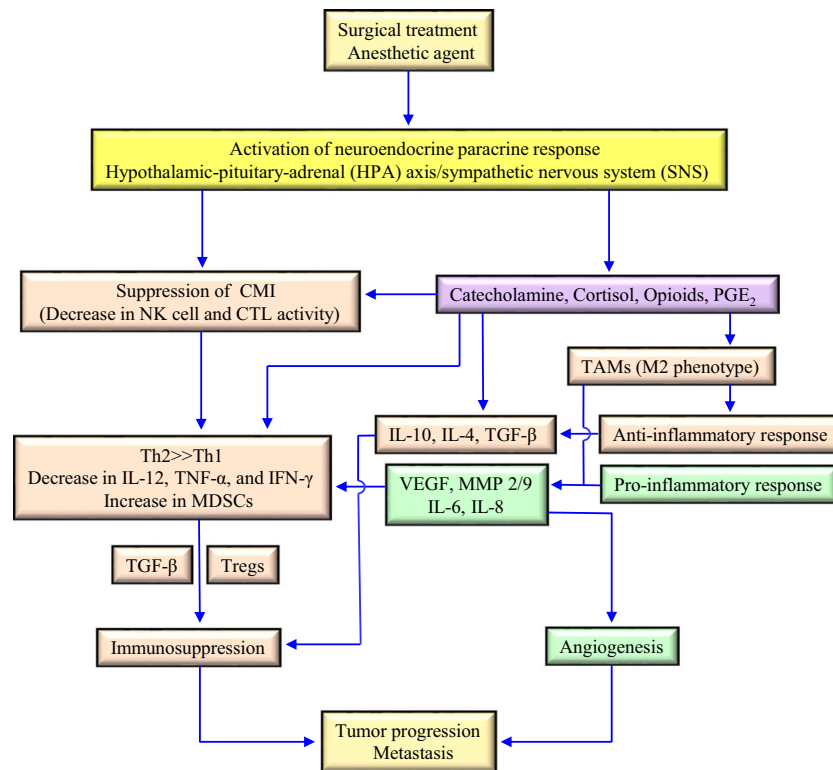 Surgical treatment
Anesthetic agent
Activation of neuroendocrine paracrine response
Hypothalamic-pituitary-adrenal (HPA) axis/sympathetic nervous system (SNS)
Suppression of CMI
(Decrease in NK cell and CTL activity)
Catecholamine, Cortisol, Opioids, PGE₂
TAMs (M2 phenotype)
IL-10, IL-4, TGF-β
Anti-inflammatory response
Th2>>Th1
Decrease in IL-12, TNF-α, and IFN-γ
Increase in MDSCs
VEGF, MMP 2/9
IL-6, IL-8
Pro-inflammatory response
TGF-β
Tregs
Immunosuppression
Angiogenesis
Tumor progression
Metastasis